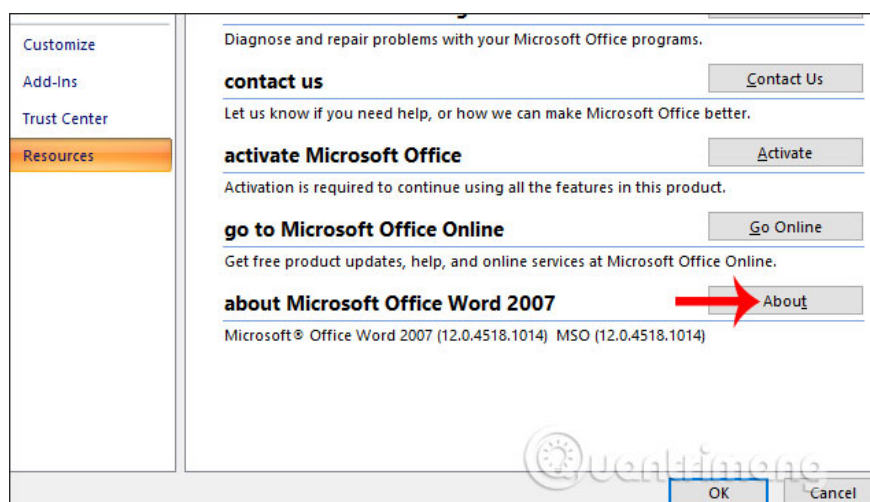 Customize
Add-Ins
Trust Center
Resources
Diagnose and repair problems with your Microsoft Office programs.
contact us
Contact Us
Let us know if you need help, or how we can make Microsoft Office better.
activate Microsoft Office
Activate
Activation is required to continue using all the features in this product.
go to Microsoft Office Online
Go Online
Get free product updates, help, and online services at Microsoft Office Online.
about Microsoft Office Word 2007
About
Microsoft® Office Word 2007 (12.0.4518.1014)  MSO (12.0.4518.1014)
Quantrimang
OK
Cancel